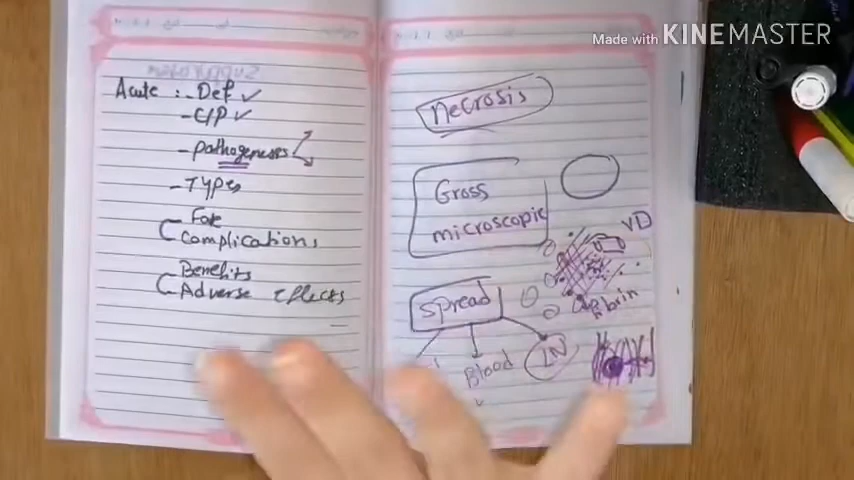 Made with KINEMASTER
Acute :- Def ✓
- C/P ✓
- pathogenesis
- Types
Fate
Complications
Benefits
Adverse effects
Necrosis
Gross
microscopic
VD
fibrin
Spread
Blood
LN